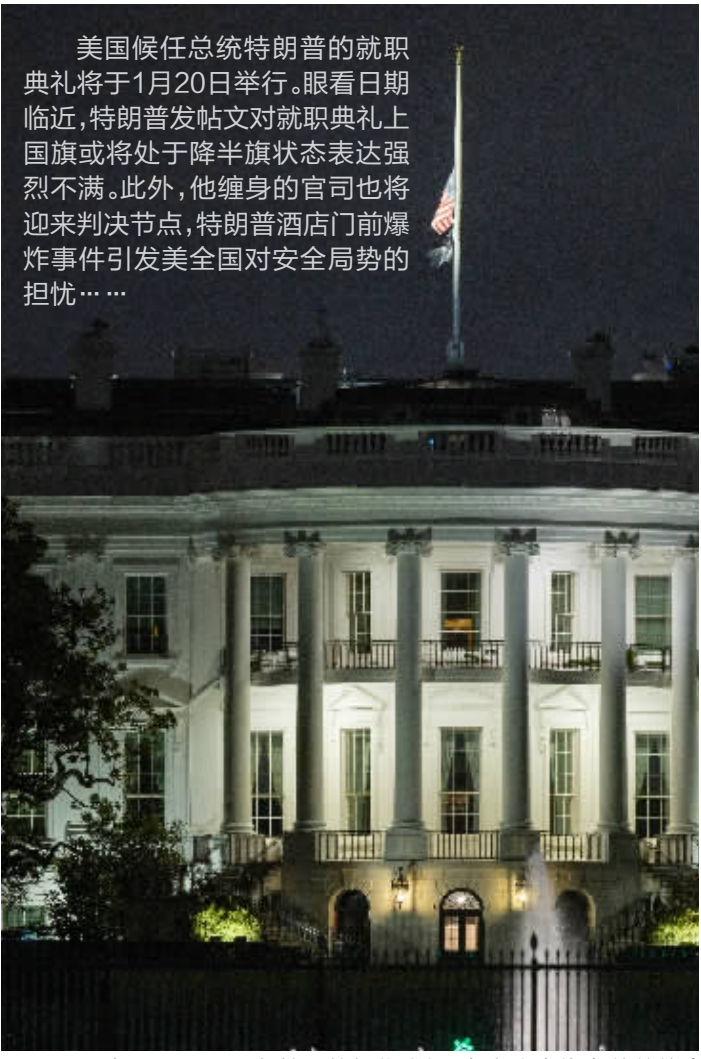 美国候任总统特朗普的就职
典礼将于1月20日举行。眼看日期
临近,特朗普发帖文对就职典礼上
国旗或将处于降半旗状态表达强
烈不满。此外,他缠身的官司也将
迎来判决节点,特朗普酒店门前爆
炸事件引发美全国对安全局势的
担忧……